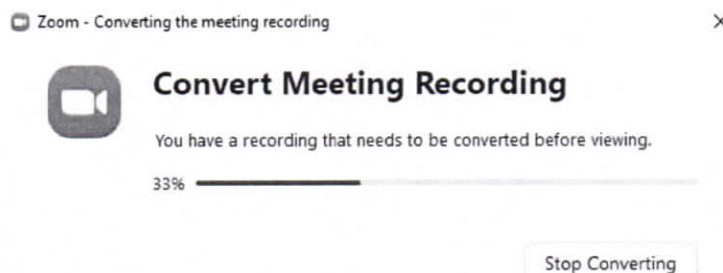 Zoom - Converting the meeting recording
Convert Meeting Recording
You have a recording that needs to be converted before viewing.
33%
Stop Converting